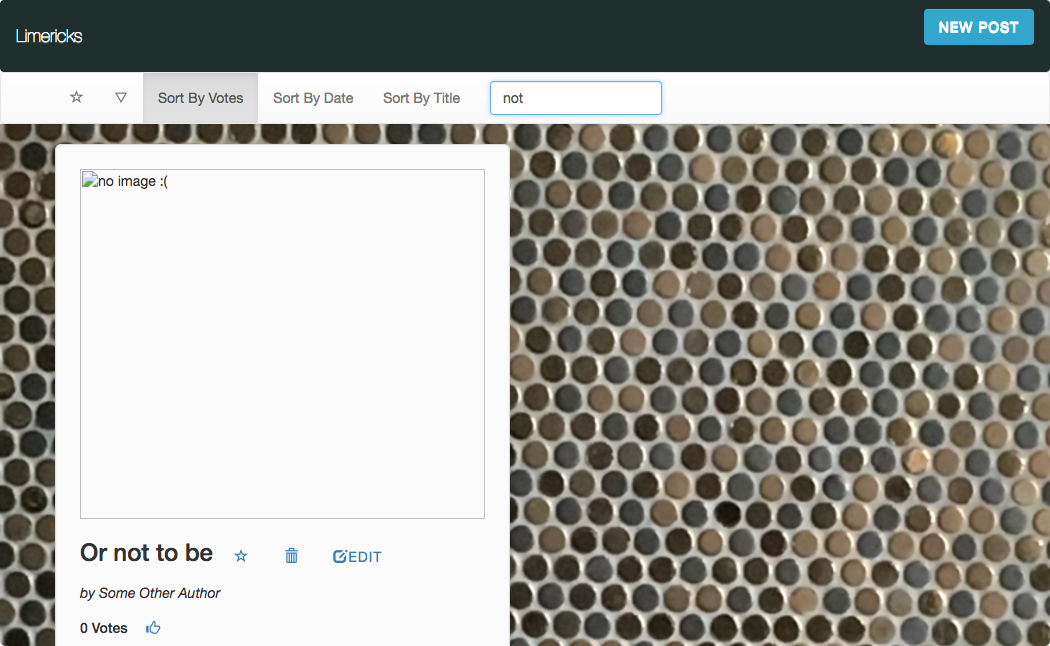 Limericks
NEW POST
Sort By Votes
Sort By Date
Sort By Title
not
no image :(
Or not to be
EDIT
by Some Other Author
0 Votes